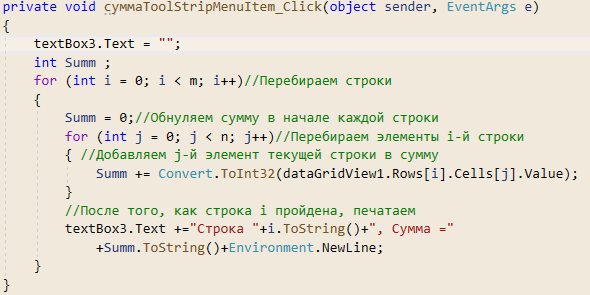 private void суммаToolStripMenuItem_Click(object sender, EventArgs e)
{
    textBox3.Text = "";
    int Summ ;
    for (int i = 0; i < m; i++)//Перебираем строки
    {
        Summ = 0;//Обнуляем сумму в начале каждой строки
        for (int j = 0; j < n; j++)//Перебираем элементы i-й строки
        { //Добавляем j-й элемент текущей строки в сумму
            Summ += Convert.ToInt32(dataGridView1.Rows[i].Cells[j].Value);
        }
        //После того, как строка i пройдена, печатаем
        textBox3.Text +="Строка "+i.ToString()+", Сумма ="
            +Summ.ToString()+Environment.NewLine;
    }
}